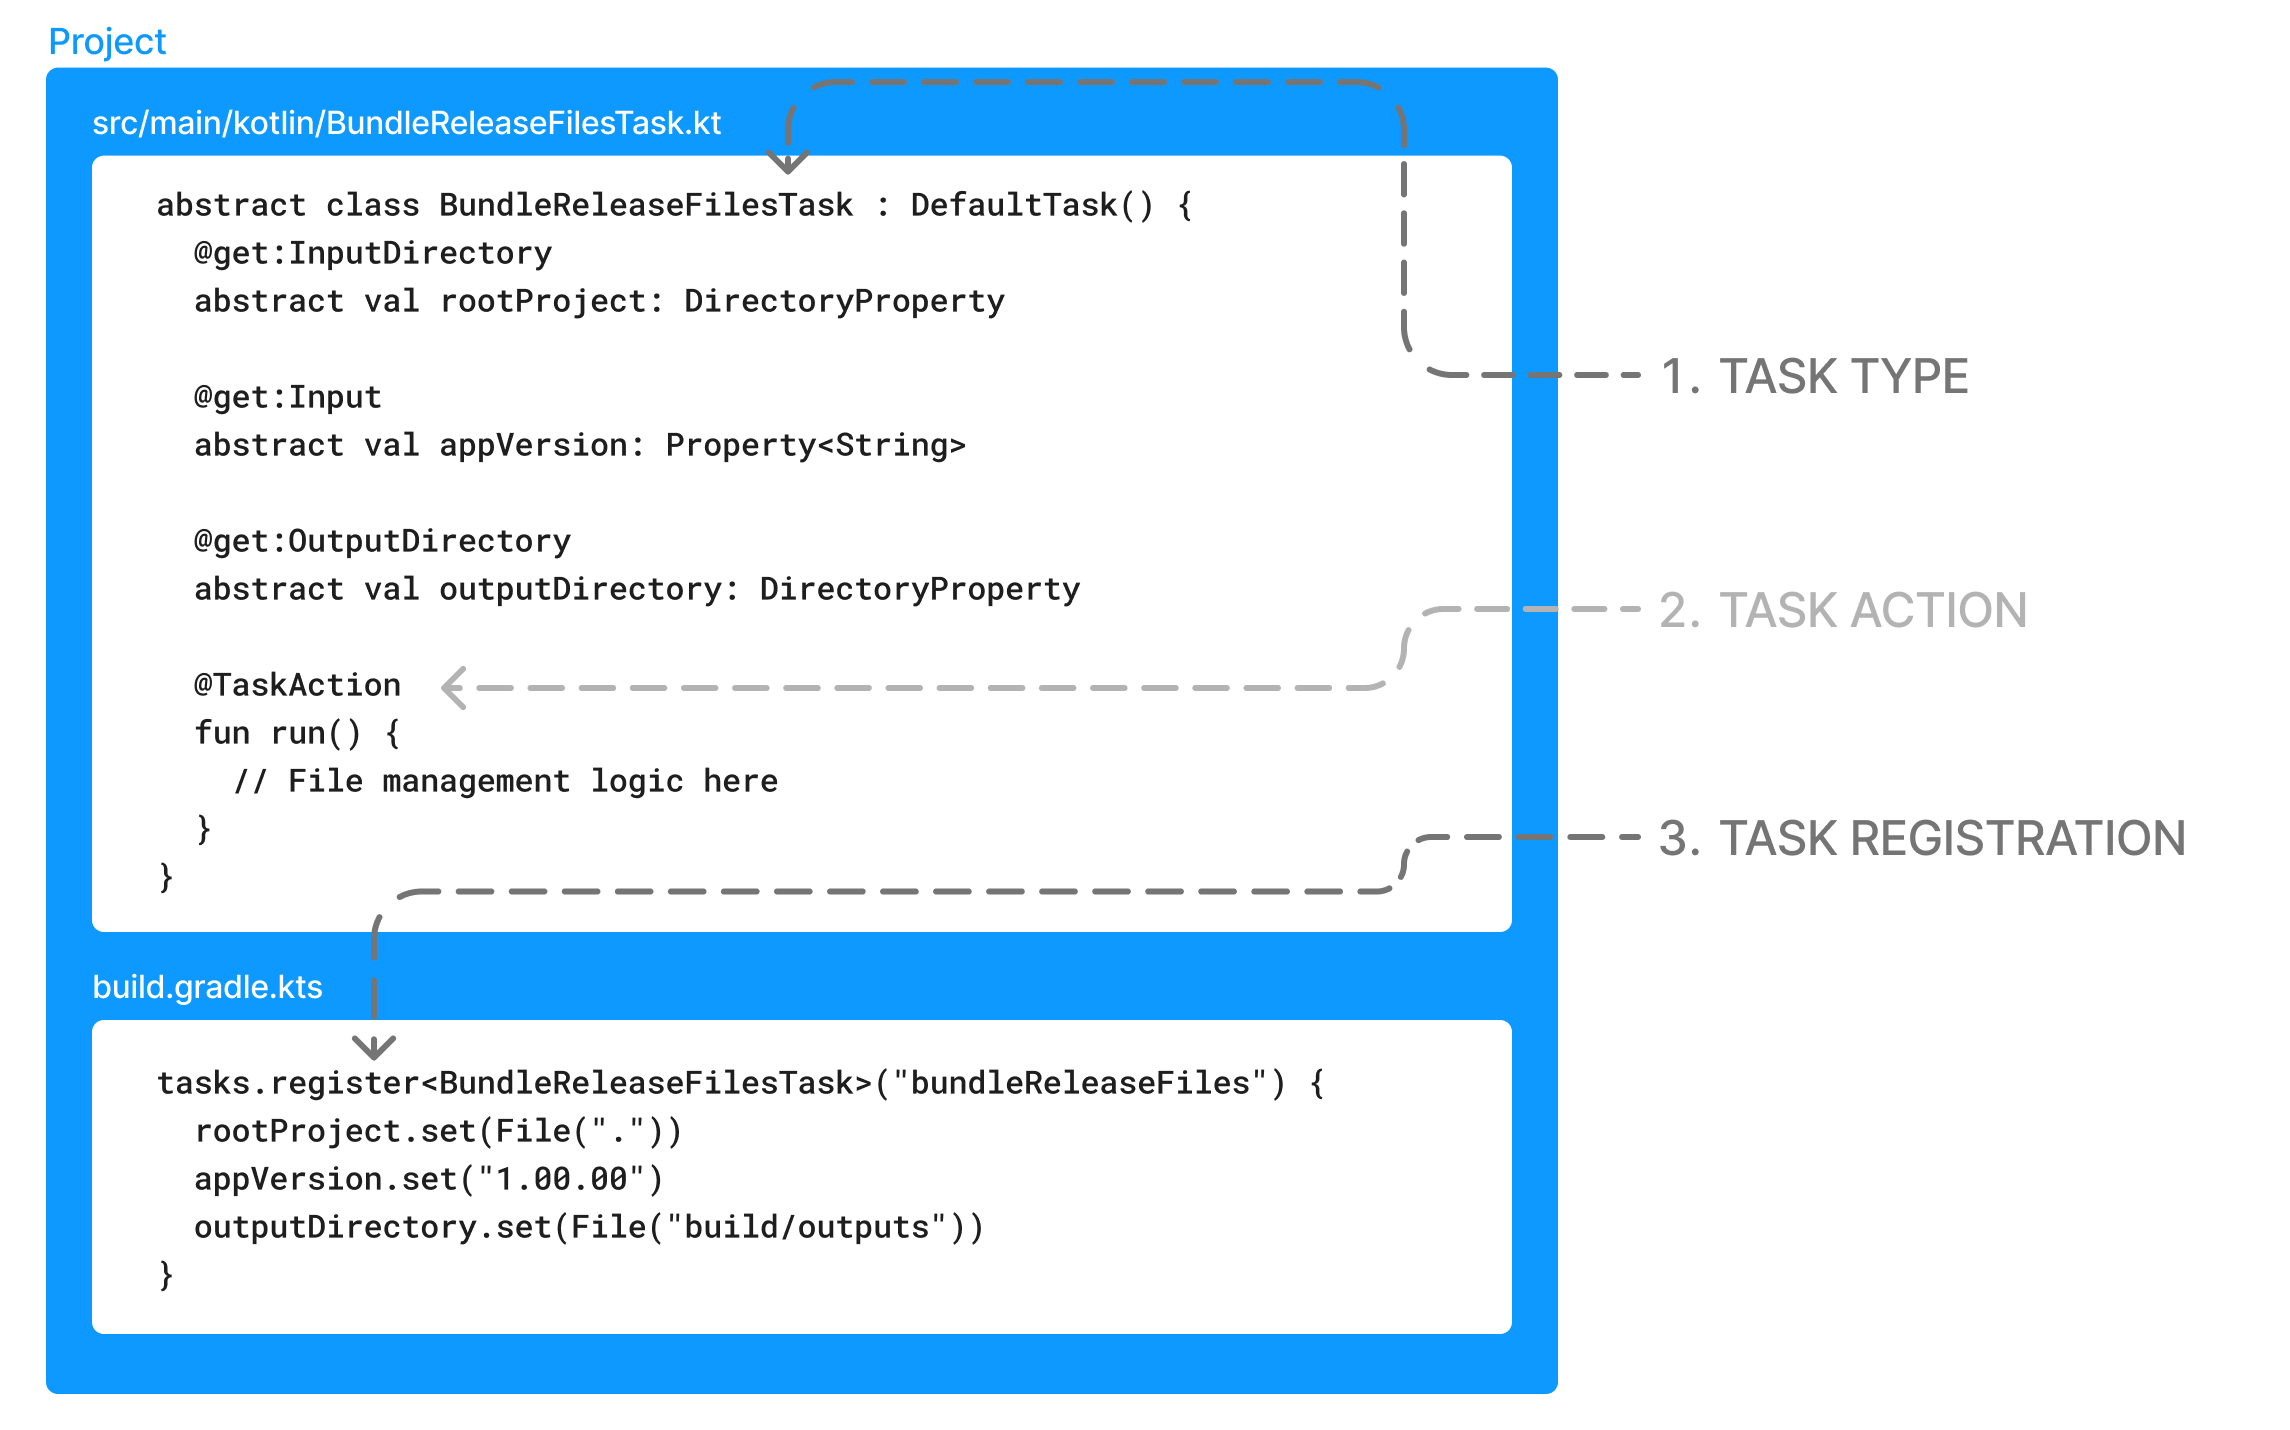 Project
src/main/kotlin/BundleReleaseFilesTask.kt
abstract class BundleReleaseFilesTask : DefaultTask() {
  @get:InputDirectory
  abstract val rootProject: DirectoryProperty
  @get:Input
  abstract val appVersion: Property<String>
  @get:OutputDirectory
  abstract val outputDirectory: DirectoryProperty
  @TaskAction
  fun run() {
    // File management logic here
  }
}
build.gradle.kts
tasks.register<BundleReleaseFilesTask>("bundleReleaseFiles") {
  rootProject.set(File("."))
  appVersion.set("1.00.00")
  outputDirectory.set(File("build/outputs"))
}
1. TASK TYPE
2. TASK ACTION
3. TASK REGISTRATION